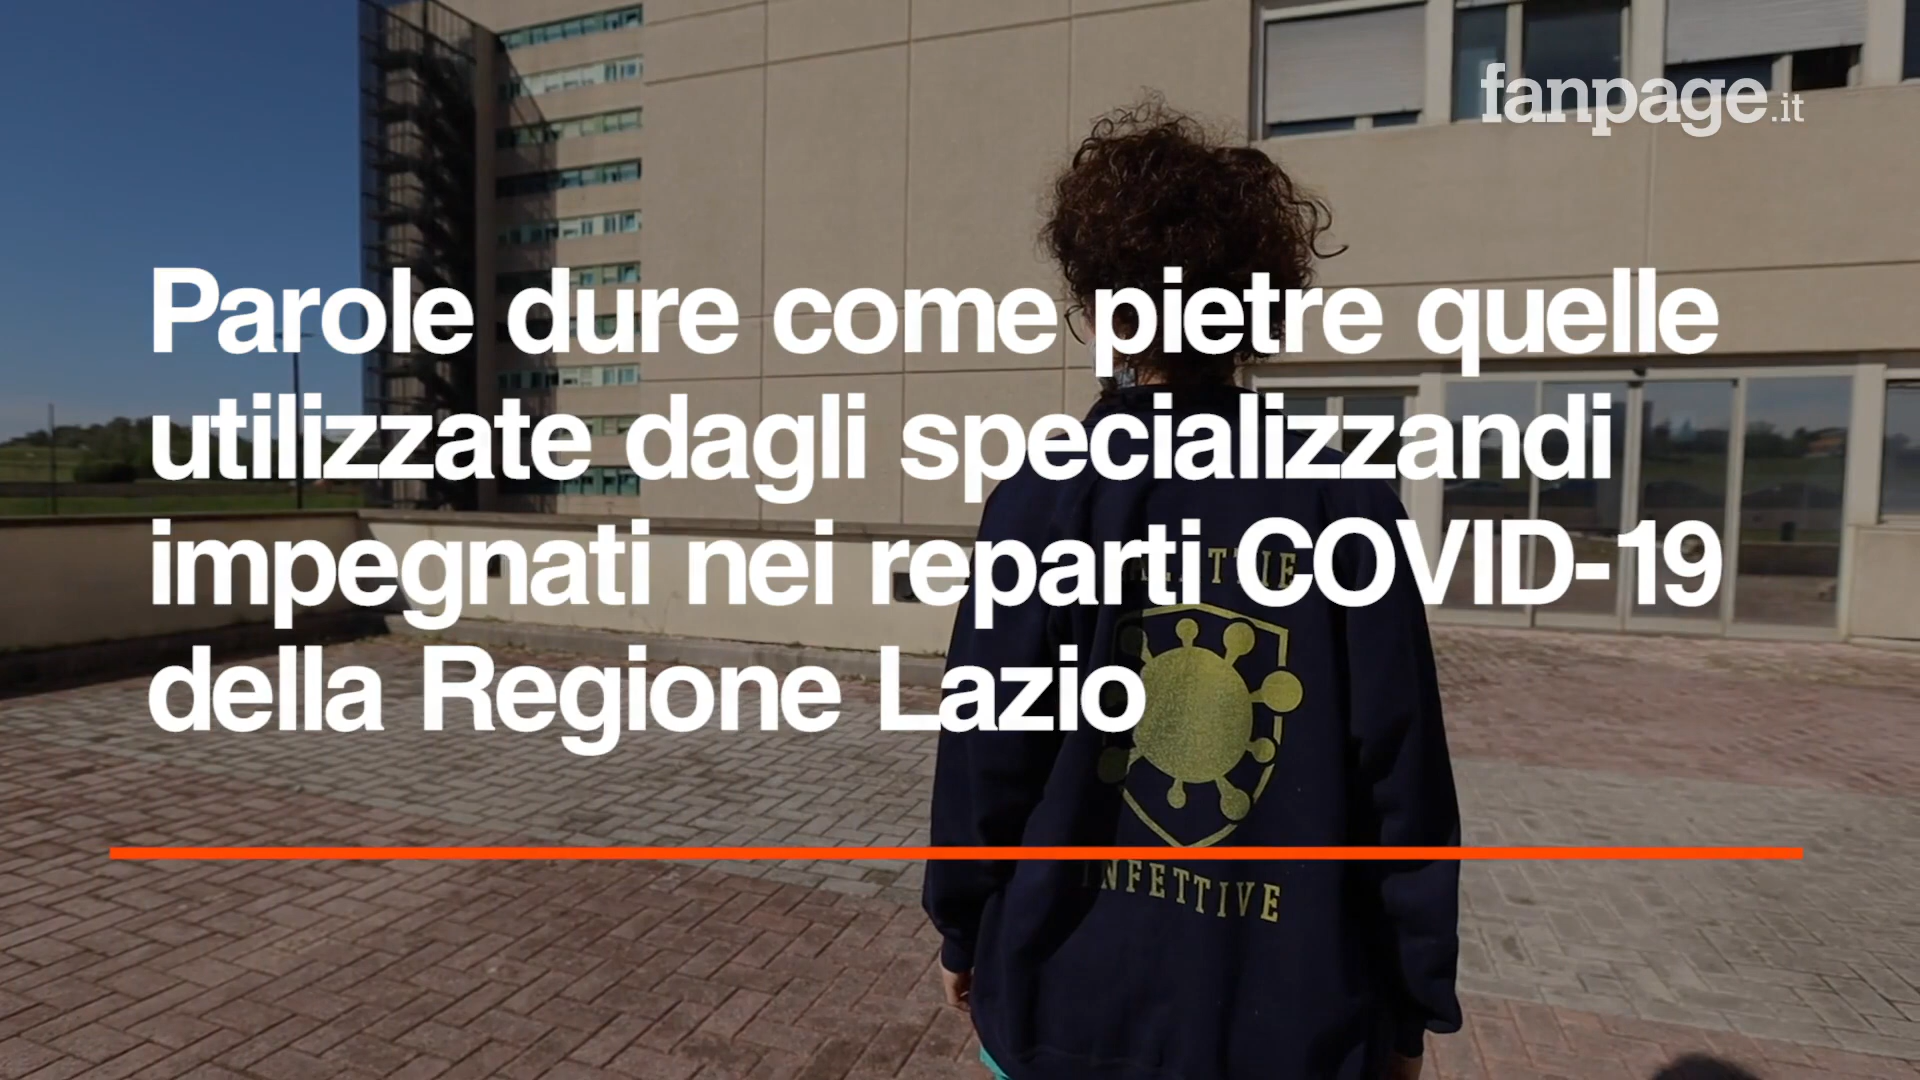 fanpage.it
Parole dure come pietre quelle
utilizzate dagli specializzandi
impegnati nei reparti COVID-19
della Regione Lazio
INFETTIVE